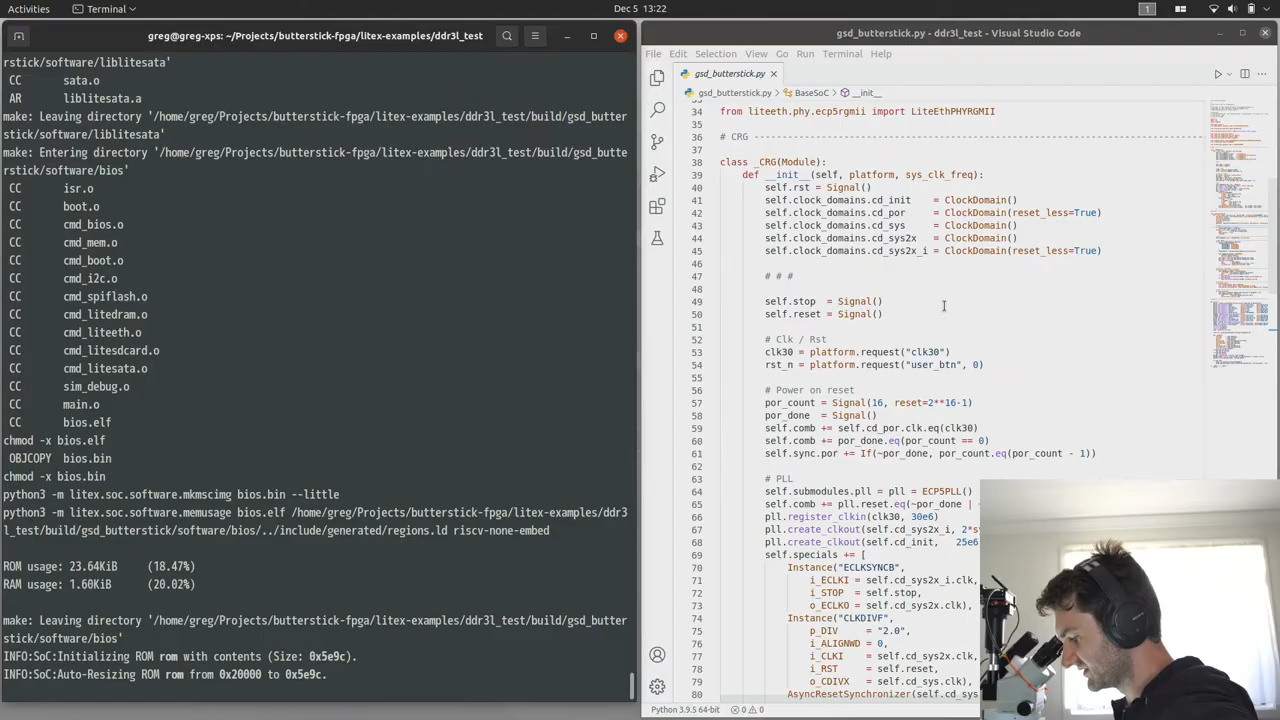 Activities
Terminal
Dec 5 13:22
1
greg@greg-xps: ~/Projects/butterstick-fpga/litex-examples/ddr3l_test
rstick/software/liblitesata'
CC sata.o
AR liblitesata.a
make: Leaving directory '/home/greg/Projects/butterstick-fpga/litex-examples/ddr3l_test/build/gsd_butter
stick/software/liblitesata'
make: Entering directory '/home/greg/Projects/butterstick-fpga/litex-examples/ddr3l_test/build/gsd_butte
rstick/software/bios'
CC isr.o
CC boot.o
CC cmd_bios.o
CC cmd_mem.o
CC cmd_boot.o
CC cmd_i2c.o
CC cmd_spiflash.o
CC cmd_litedram.o
CC cmd_liteeth.o
CC cmd_litesdcard.o
CC cmd_litesata.o
CC sim_debug.o
CC main.o
CC bios.elf
chmod -x bios.elf
OBJCOPY bios.bin
chmod -x bios.bin
python3 -m litex.soc.software.mkmscimg bios.bin --little
python3 -m litex.soc.software.memusage bios.elf /home/greg/Projects/butterstick-fpga/litex-examples/ddr3
l_test/build/gsd_butterstick/software/bios/../include/generated/regions.ld riscv-none-embed
ROM usage: 23.64KiB (18.47%)
RAM usage: 1.60KiB (20.02%)
make: Leaving directory '/home/greg/Projects/butterstick-fpga/litex-examples/ddr3l_test/build/gsd_butter
stick/software/bios'
INFO:SoC:Initializing ROM rom with contents (Size: 0x5e9c).
INFO:SoC:Auto-Resizing ROM rom from 0x20000 to 0x5e9c.
gsd_butterstick.py - ddr3l_test - Visual Studio Code
File Edit Selection View Go Run Terminal Help
gsd_butterstick.py
gsd_butterstick.py > BaseSoC > __init__
34 from liteeth.phy.ecp5rgmii import LiteEthPHYRGMII
35
36 # CRG
37
38 class _CRG(Module):
39 def __init__(self, platform, sys_clk_freq):
40 self.rst = Signal()
41 self.clock_domains.cd_init = ClockDomain()
42 self.clock_domains.cd_por = ClockDomain(reset_less=True)
43 self.clock_domains.cd_sys = ClockDomain()
44 self.clock_domains.cd_sys2x = ClockDomain()
45 self.clock_domains.cd_sys2x_i = ClockDomain(reset_less=True)
46
47 # # #
48
49 self.stop = Signal()
50 self.reset = Signal()
51
52 # Clk / Rst
53 clk30 = platform.request("clk30")
54 rst_n = platform.request("user_btn", 0)
55
56 # Power on reset
57 por_count = Signal(16, reset=2**16-1)
58 por_done = Signal()
59 self.comb += self.cd_por.clk.eq(clk30)
60 self.comb += por_done.eq(por_count == 0)
61 self.sync.por += If(~por_done, por_count.eq(por_count - 1))
62
63 # PLL
64 self.submodules.pll = pll = ECP5PLL()
65 self.comb += pll.reset.eq(~por_done |
66 pll.register_clkin(clk30, 30e6)
67 pll.create_clkout(self.cd_sys2x_i, 2*sy
68 pll.create_clkout(self.cd_init, 25e6
69 self.specials += [
70 Instance("ECLKSYNCB",
71 i_ECLKI = self.cd_sys2x_i.clk,
72 i_STOP = self.stop,
73 o_ECLKO = self.cd_sys2x.clk),
74 Instance("CLKDIVF",
75 p_DIV = "2.0",
76 i_ALIGNWD = 0,
77 i_CLKI = self.cd_sys2x.clk,
78 i_RST = self.reset,
79 o_CDIVX = self.cd_sys.clk),
80 AsyncResetSynchronizer(self.cd_sys
Python 3.9.5 64-bit 0 0